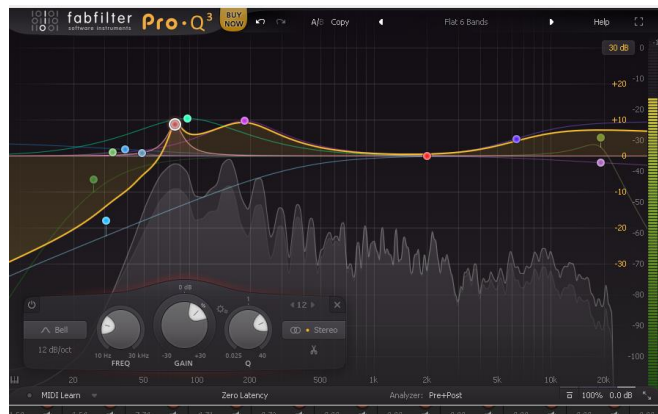 fabfilter
software instruments
Pro·Q³
BUY NOW
A/B Copy
Flat 6 Bands
Help
30 dB 0
-10
+20
-20
+10
-30
0
-40
-10
-50
-20
-60
-30
-70
-80
-90
-100
0 dB
12
Bell
12 dB/oct
10 Hz 30 kHz
FREQ
-30 +30
GAIN
1
0.025 40
Q
Stereo
20 50 100 200 500 1k 2k 5k 10k 20k
MIDI Learn
Zero Latency
Analyzer: Pre+Post
100% 0.0 dB